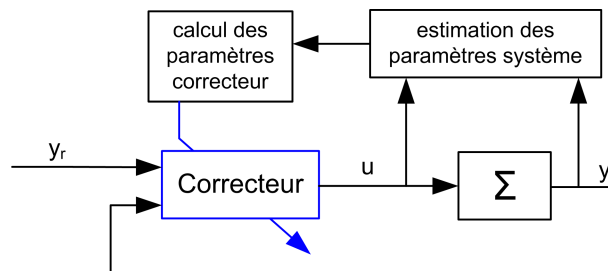 calcul des
paramètres
correcteur
estimation des
paramètres système
yr
Correcteur
u
Σ
y